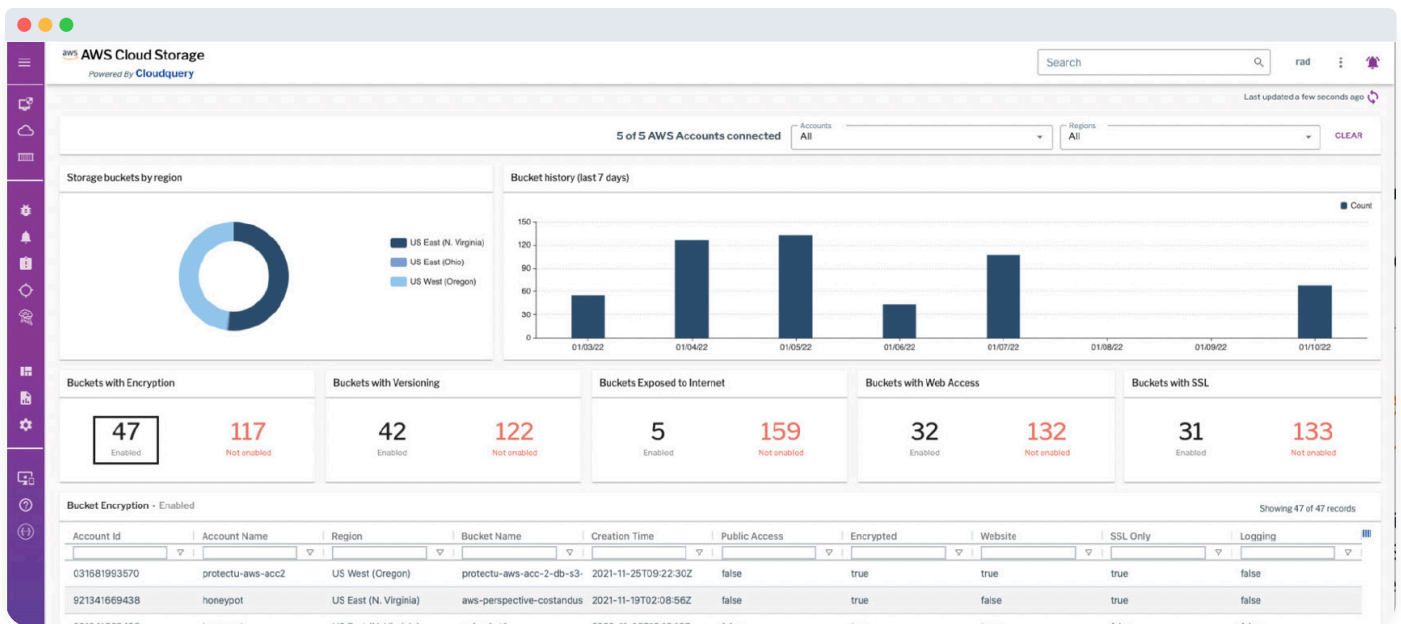 aws AWS Cloud Storage
Powered By Cloudquery
Search
rad
Last updated a few seconds ago
5 of 5 AWS Accounts connected
Accounts
All
Regions
All
CLEAR
Storage buckets by region
US East (N. Virginia)
US East (Ohio)
US West (Oregon)
Bucket history (last 7 days)
Count
150
120
90
60
30
0
01/03/22 01/04/22 01/05/22 01/06/22 01/07/22 01/08/22 01/09/22 01/10/22
Buckets with Encryption
47 117
Enabled Not enabled
Buckets with Versioning
42 122
Enabled Not enabled
Buckets Exposed to Internet
5 159
Enabled Not enabled
Buckets with Web Access
32 132
Enabled Not enabled
Buckets with SSL
31 133
Enabled Not enabled
Bucket Encryption - Enabled
Showing 47 of 47 records
Account Id Account Name Region Bucket Name Creation Time Public Access Encrypted Website SSL Only Logging
031681993570 protectu-aws-acc2 US West (Oregon) protectu-aws-acc-2-db-s3- 2021-11-25T09:22:30Z false true true true false
921341669438 honeypot US East (N. Virginia) aws-perspective-costandus 2021-11-19T02:08:56Z false true false true false